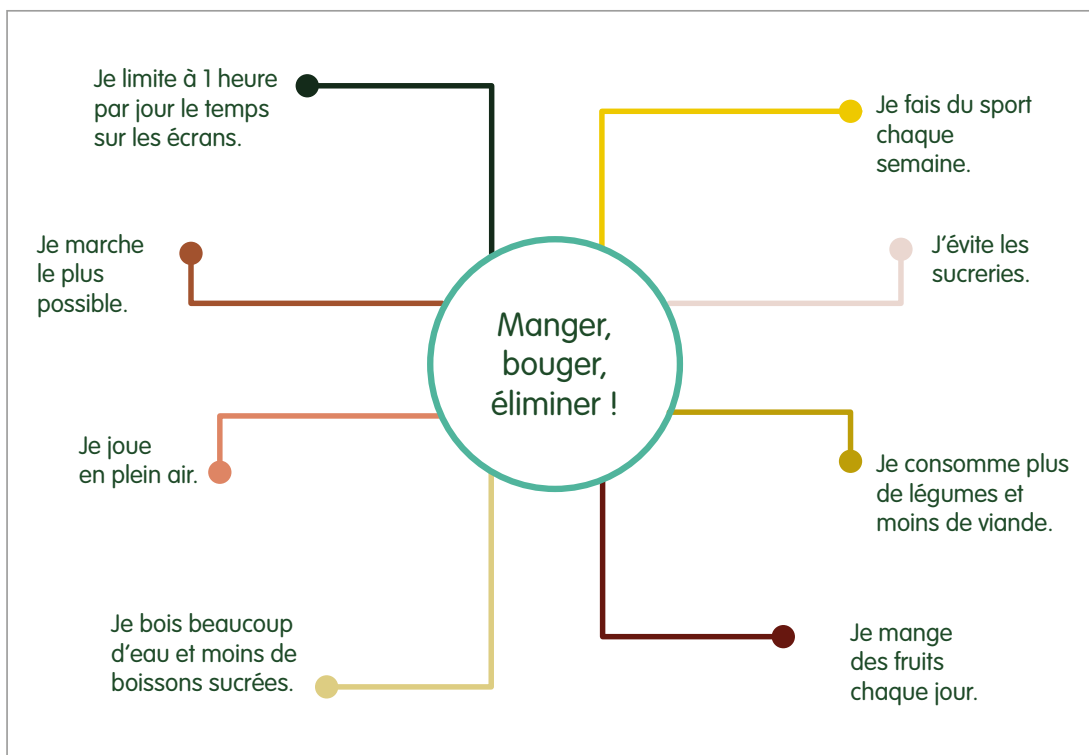 Je limite à 1 heure
par jour le temps
sur les écrans.
Je fais du sport
chaque
semaine.
Je marche
le plus
possible.
J'évite les
sucreries.
Manger,
bouger,
éliminer !
Je joue
en plein air.
Je consomme plus
de légumes et
moins de viande.
Je bois beaucoup
d'eau et moins de
boissons sucrées.
Je mange
des fruits
chaque jour.